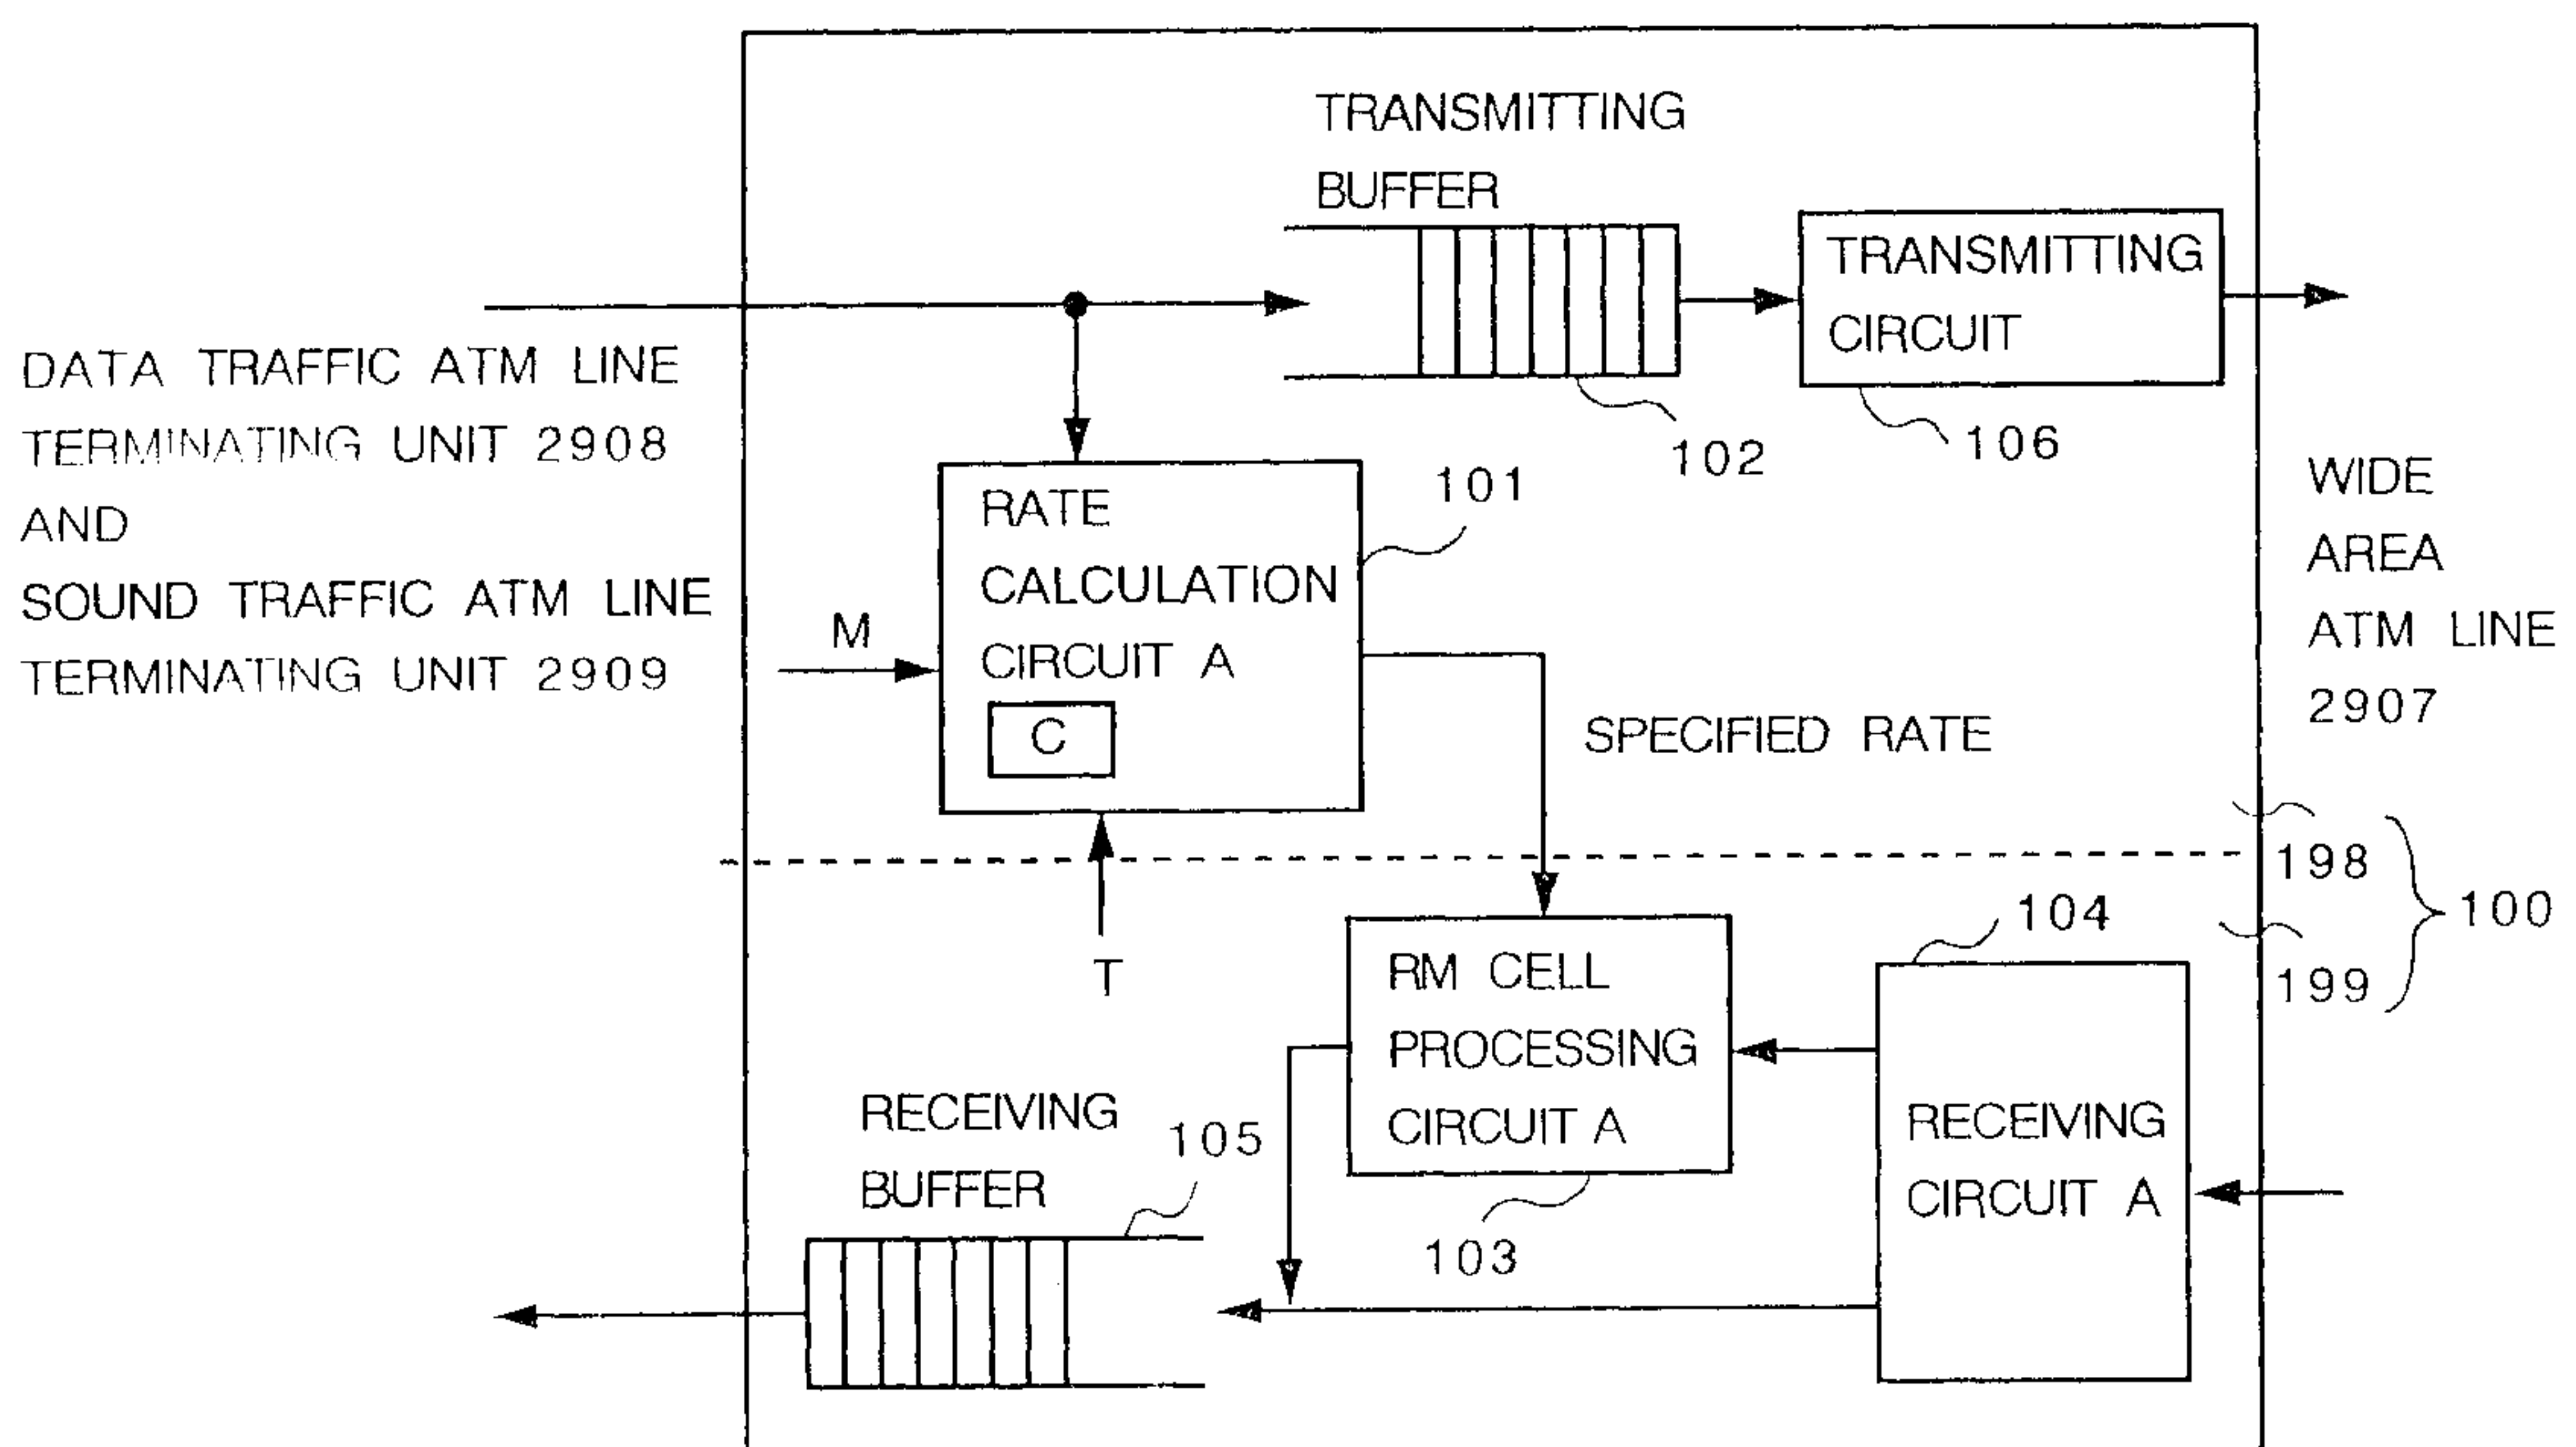 TRANSMITTING
BUFFER
TRANSMITTING
CIRCUIT
102
106
DATA TRAFFIC ATM LINE
TERMINATING UNIT 2908
AND
SOUND TRAFFIC ATM LINE
TERMINATING UNIT 2909
101
RATE
CALCULATION
CIRCUIT A
C
M
T
SPECIFIED RATE
WIDE
AREA
ATM LINE
2907
198
199
100
104
RM CELL
PROCESSING
CIRCUIT A
103
RECEIVING
CIRCUIT A
RECEIVING
BUFFER
105